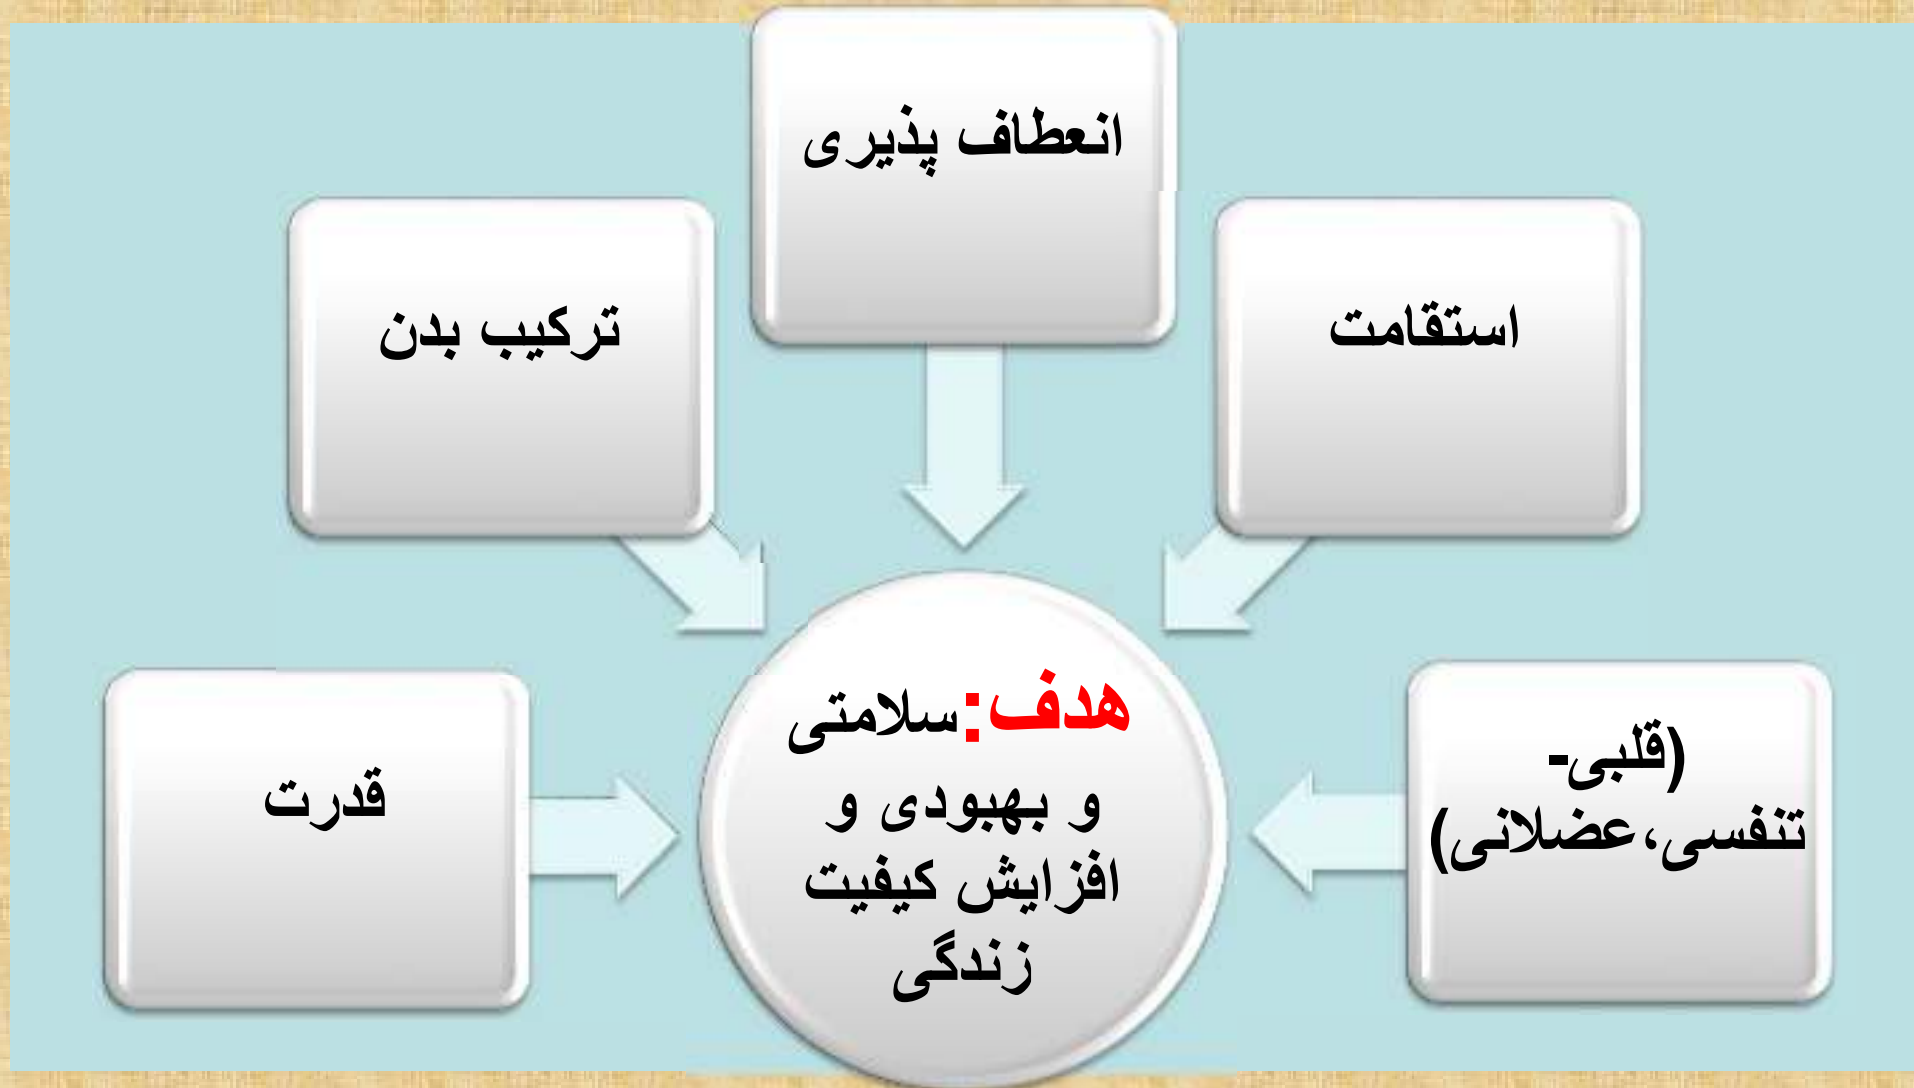 انعطاف پذیری
استقامت
ترکیب بدن
(قلبی-
تنفسی،عضلانی)
هدف:سلامتی
و بهبودی و
افزایش کیفیت
زندگی
قدرت